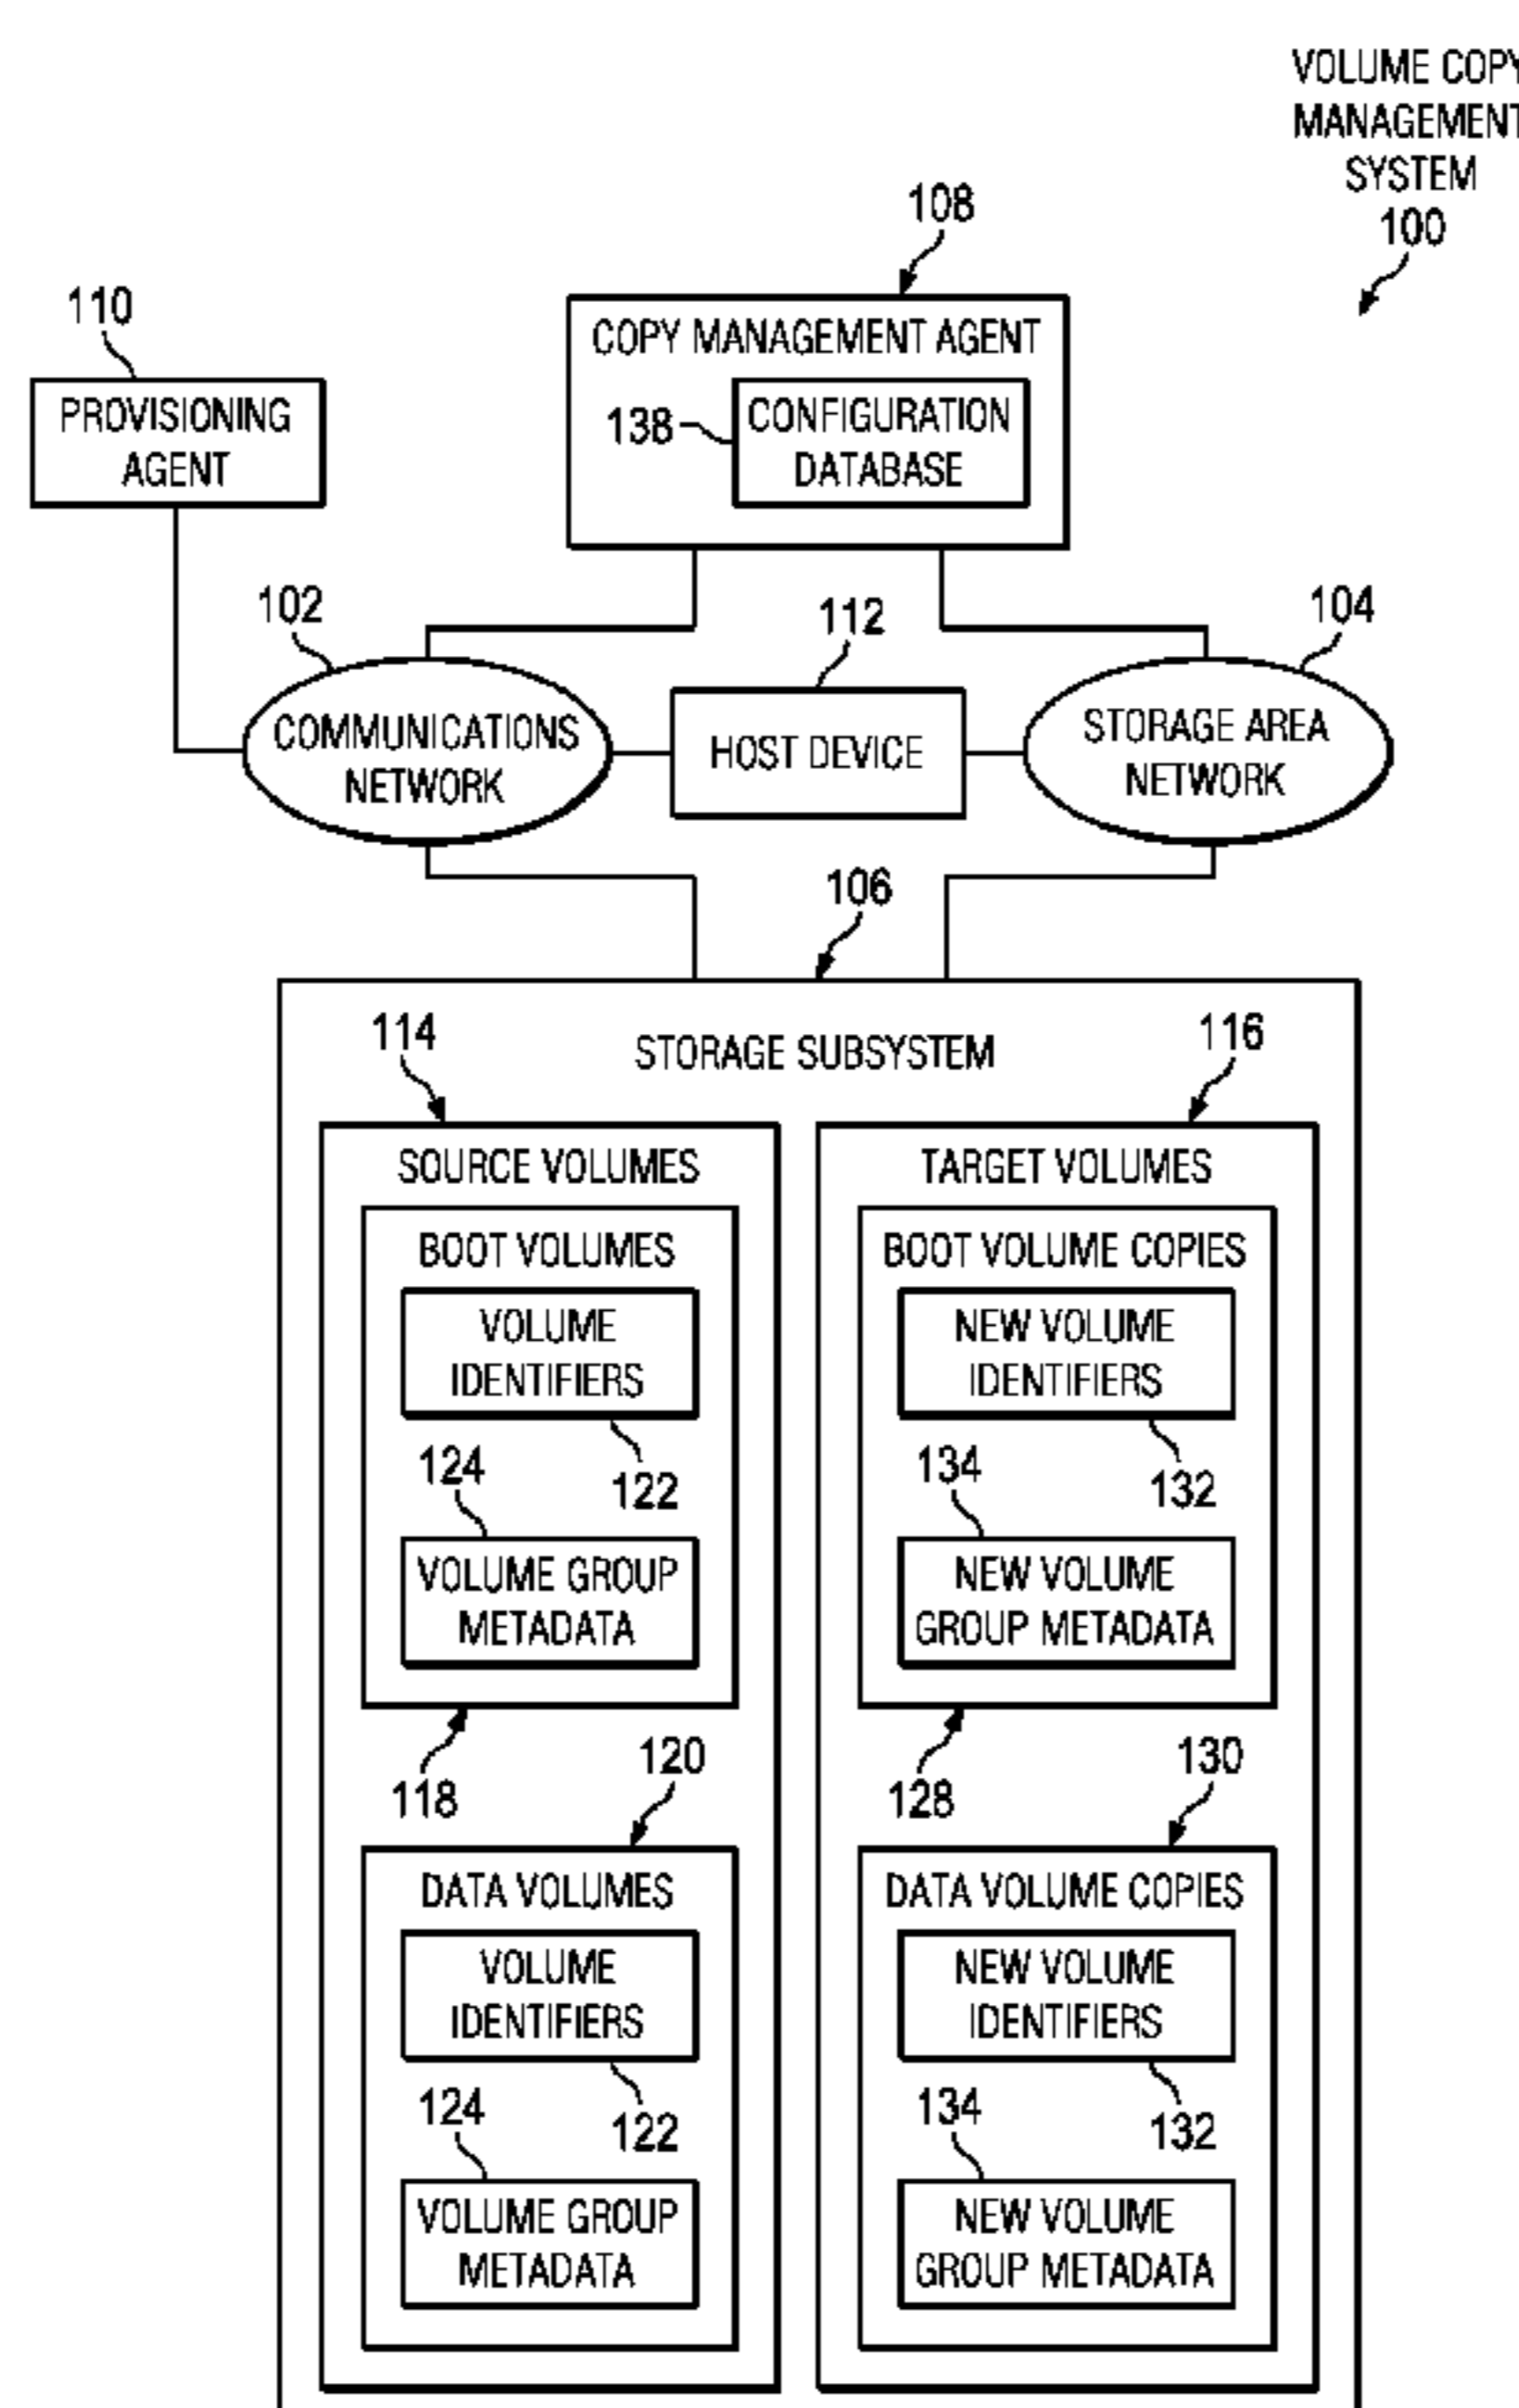 VOLUME COPY
MANAGEMENT
SYSTEM
100
108
110
COPY MANAGEMENT AGENT
PROVISIONING
AGENT
138
CONFIGURATION
DATABASE
102
112
104
COMMUNICATIONS
NETWORK
HOST DEVICE
STORAGE AREA
NETWORK
106
STORAGE SUBSYSTEM
114
116
SOURCE VOLUMES
TARGET VOLUMES
BOOT VOLUMES
BOOT VOLUME COPIES
VOLUME
IDENTIFIERS
NEW VOLUME
IDENTIFIERS
124
122
134
132
VOLUME GROUP
METADATA
NEW VOLUME
GROUP METADATA
118
120
128
130
DATA VOLUMES
DATA VOLUME COPIES
VOLUME
IDENTIFIERS
NEW VOLUME
IDENTIFIERS
124
122
134
132
VOLUME GROUP
METADATA
NEW VOLUME
GROUP METADATA